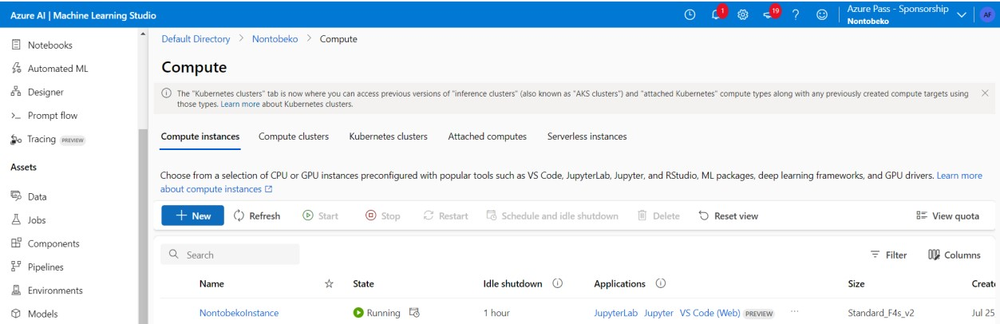 Azure AI | Machine Learning Studio
1
19
?
Azure Pass - Sponsorship
Nontobeko
AF
Notebooks
Automated ML
Designer
Prompt flow
Tracing PREVIEW
Assets
Data
Jobs
Components
Pipelines
Environments
Models
Default Directory > Nontobeko > Compute
Compute
The "Kubernetes clusters" tab is now where you can access previous versions of "inference clusters" (also known as "AKS clusters") and "attached Kubernetes" compute types along with any previously created compute targets using
those types. Learn more about Kubernetes clusters.
Compute instances Compute clusters Kubernetes clusters Attached computes Serverless instances
Choose from a selection of CPU or GPU instances preconfigured with popular tools such as VS Code, JupyterLab, Jupyter, and RStudio, ML packages, deep learning frameworks, and GPU drivers. Learn more
about compute instances
+ New Refresh Start Stop Restart Schedule and idle shutdown Delete Reset view View quota
Search Filter Columns
Name State Idle shutdown Applications Size Create
NontobekoInstance Running 1 hour JupyterLab Jupyter VS Code (Web) PREVIEW ... Standard_F4s_v2 Jul 25